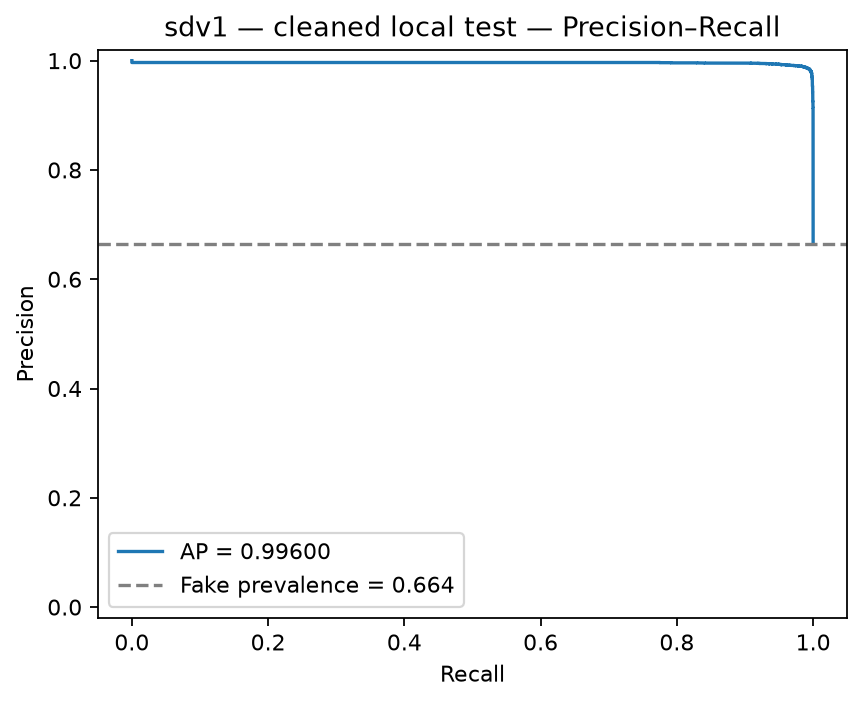 sdv1 — cleaned local test — Precision–Recall
1.0
0.8
0.6
0.4
0.2
0.0
Precision
AP = 0.99600
Fake prevalence = 0.664
0.0 0.2 0.4 0.6 0.8 1.0
Recall